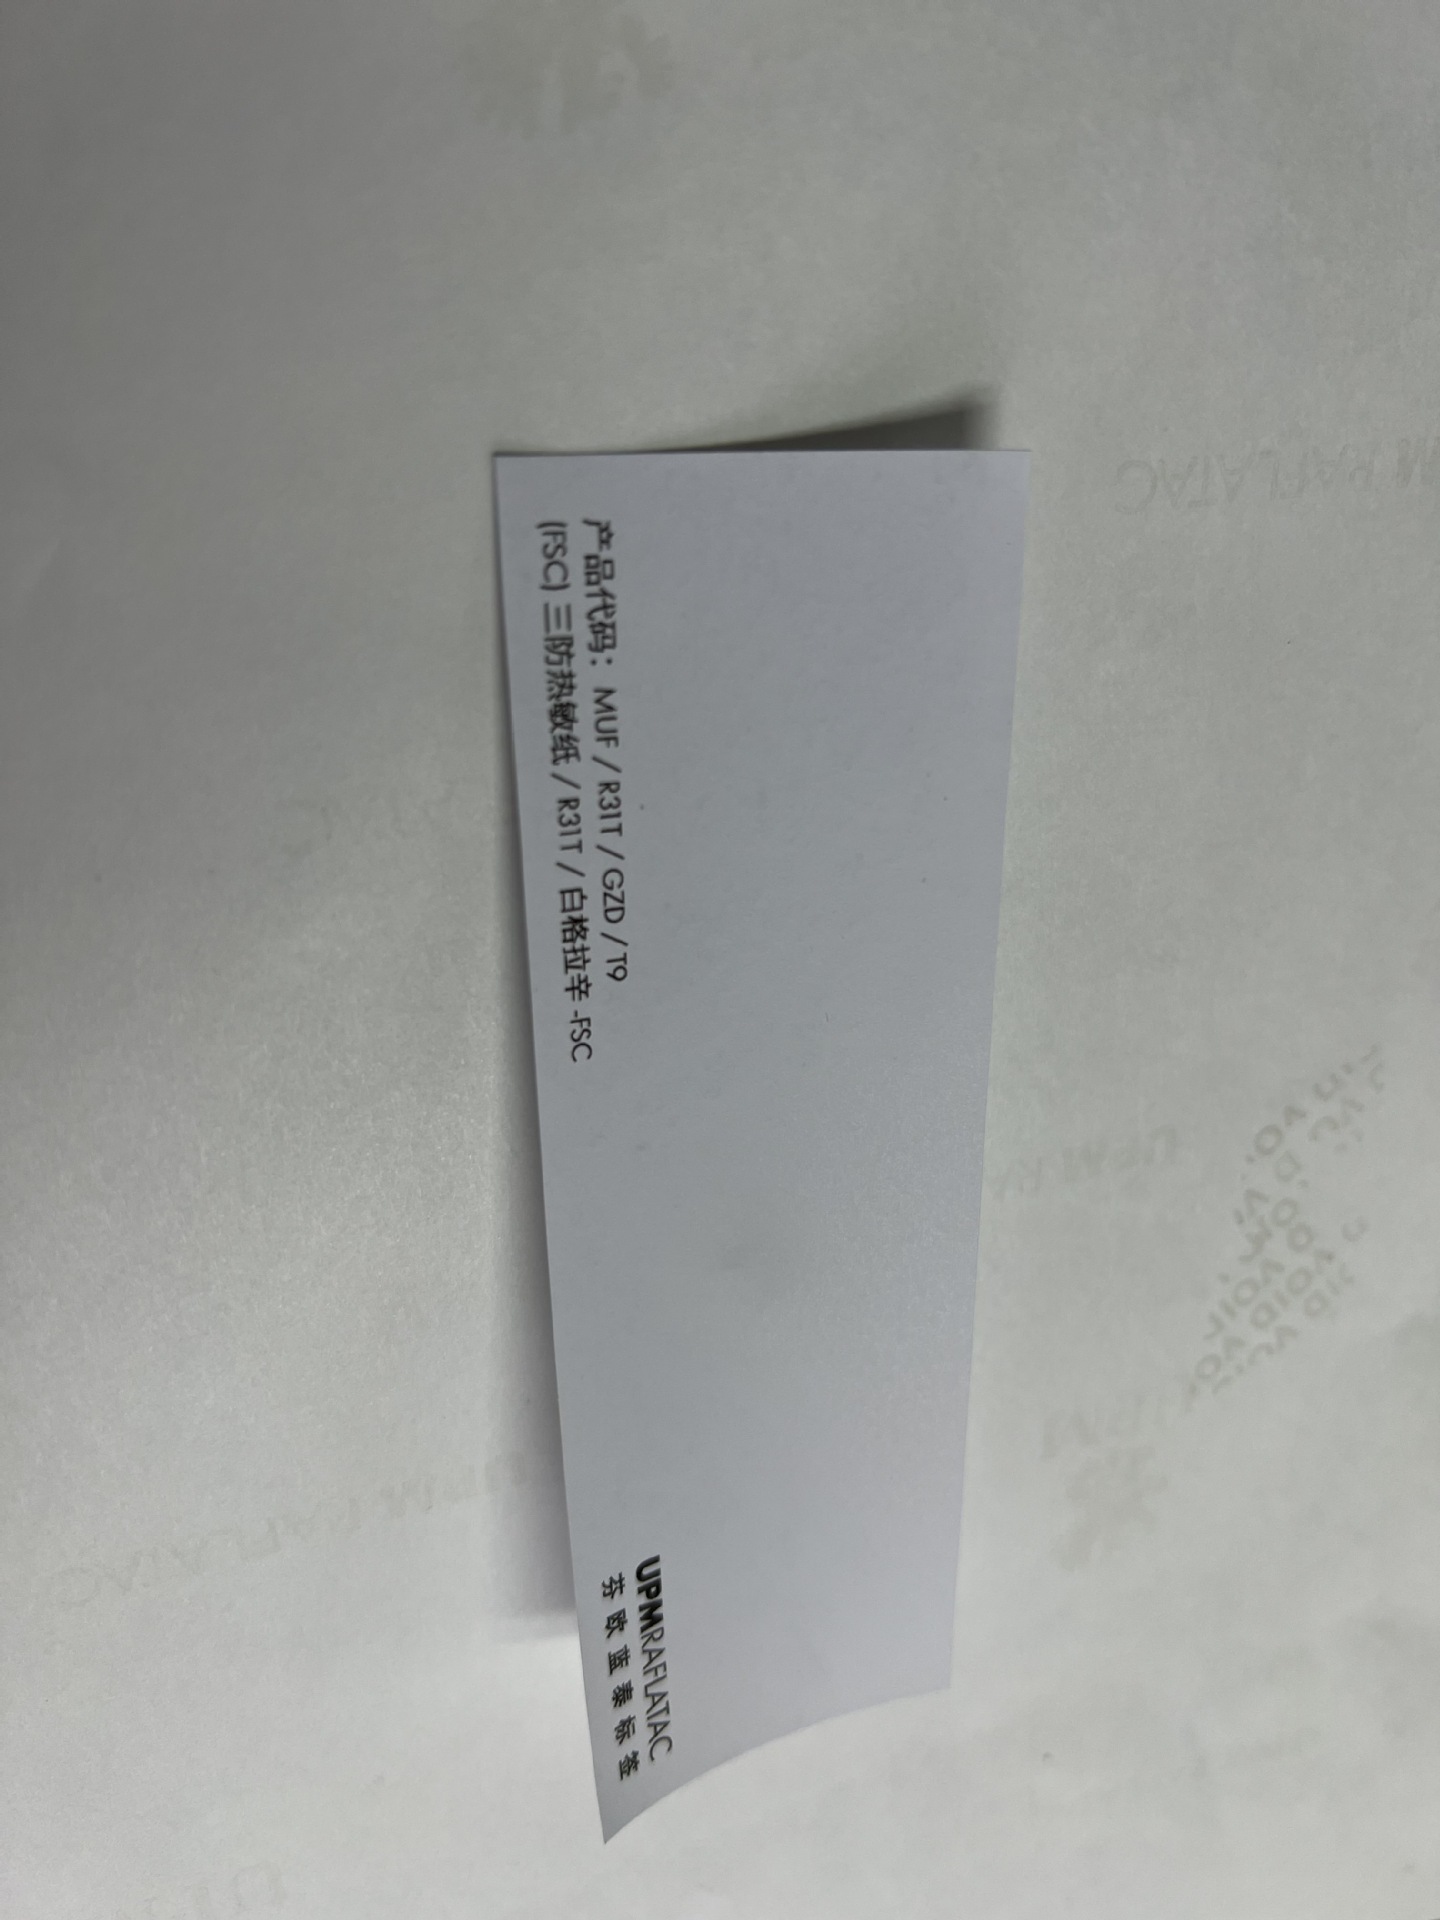 产品代码：MUF / R31T / GZD / T9
(FSC) 三防热敏纸 / R31T / 白格拉辛 -FSC
UPMRAFLATAC
芬欧蓝泰标签
M RAFLATAC